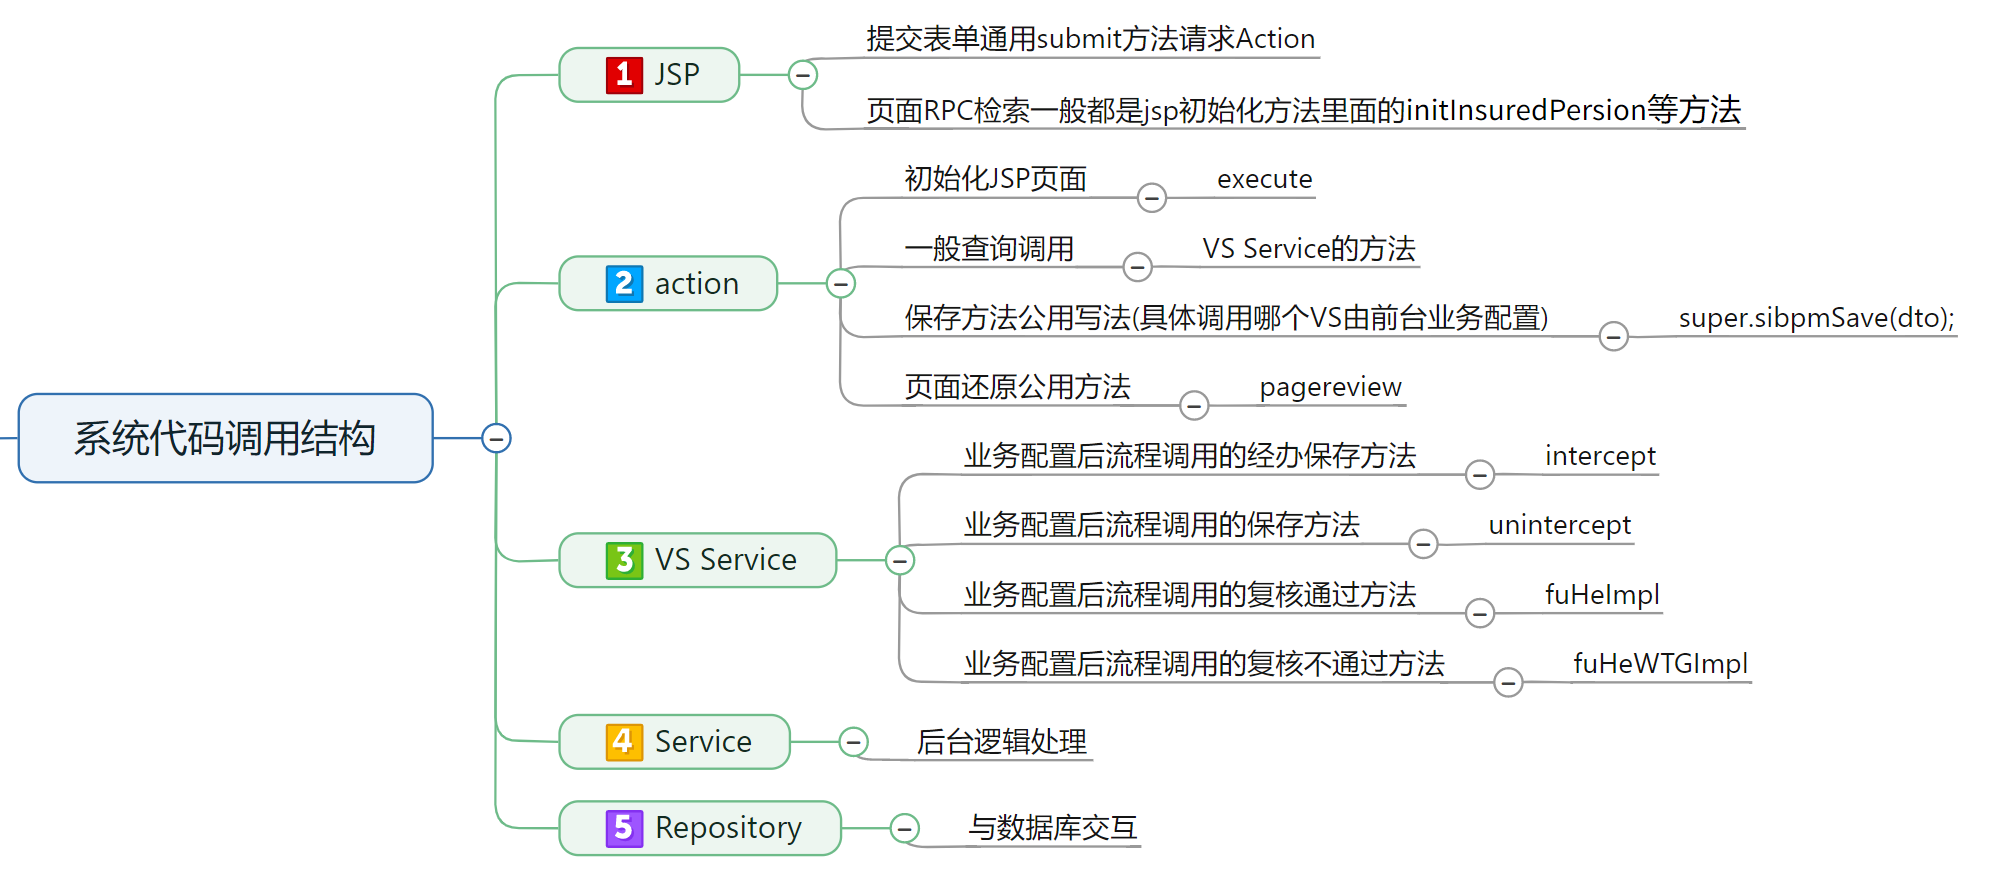 系统代码调用结构
1 JSP
提交表单通用submit方法请求Action
页面RPC检索一般都是jsp初始化方法里面的initInsuredPersion等方法
2 action
初始化JSP页面
execute
一般查询调用
VS Service的方法
保存方法公用写法(具体调用哪个VS由前台业务配置)
super.sibpmSave(dto);
页面还原公用方法
pagereview
3 VS Service
业务配置后流程调用的经办保存方法
intercept
业务配置后流程调用的保存方法
unintercept
业务配置后流程调用的复核通过方法
fuHeImpl
业务配置后流程调用的复核不通过方法
fuHeWTGImpl
4 Service
后台逻辑处理
5 Repository
与数据库交互